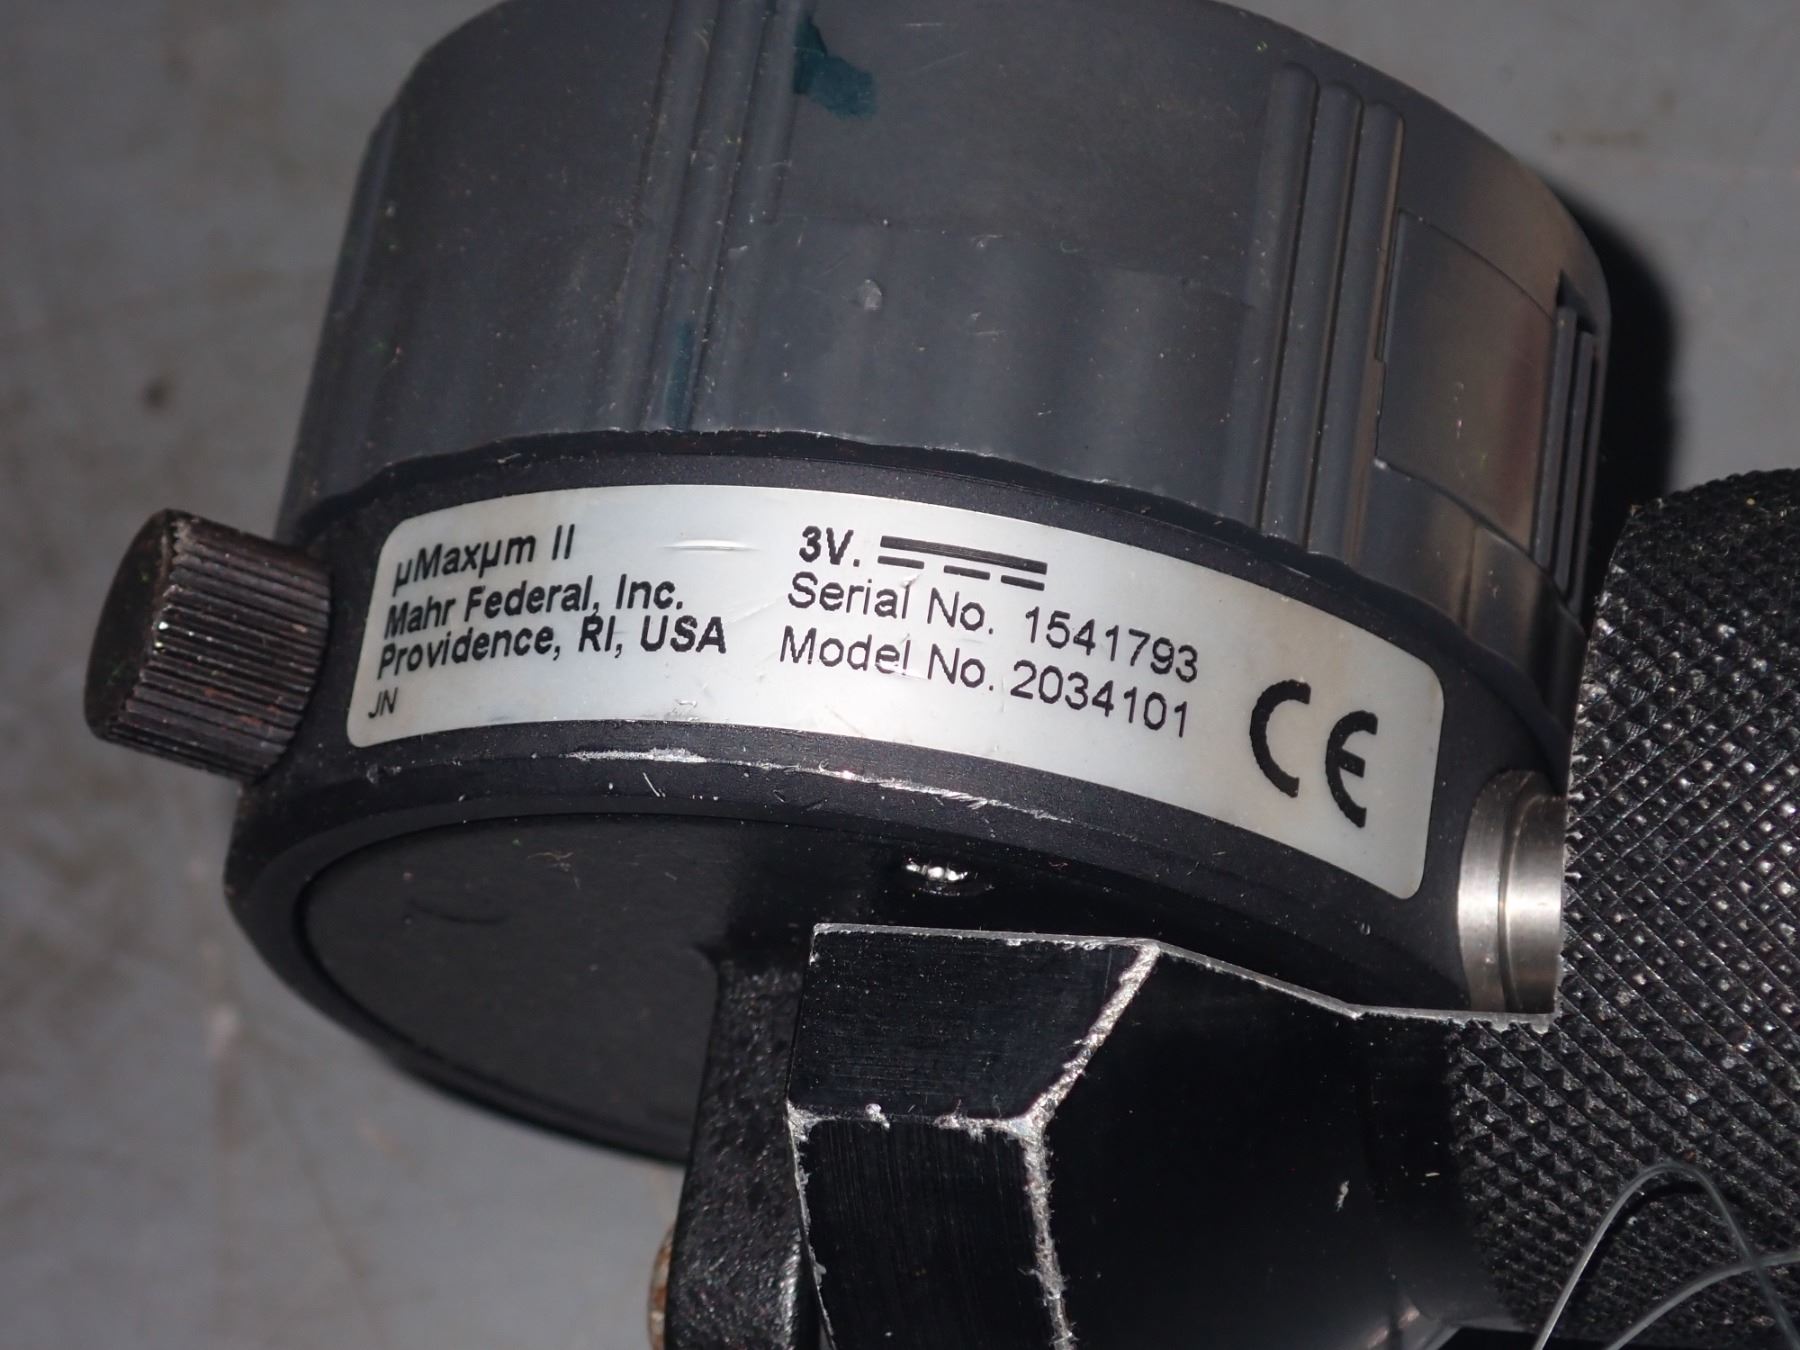 µMaxµm II
Mahr Federal, Inc.
Providence, RI, USA
JN
3V.
Serial No. 1541793
Model No. 2034101
CE